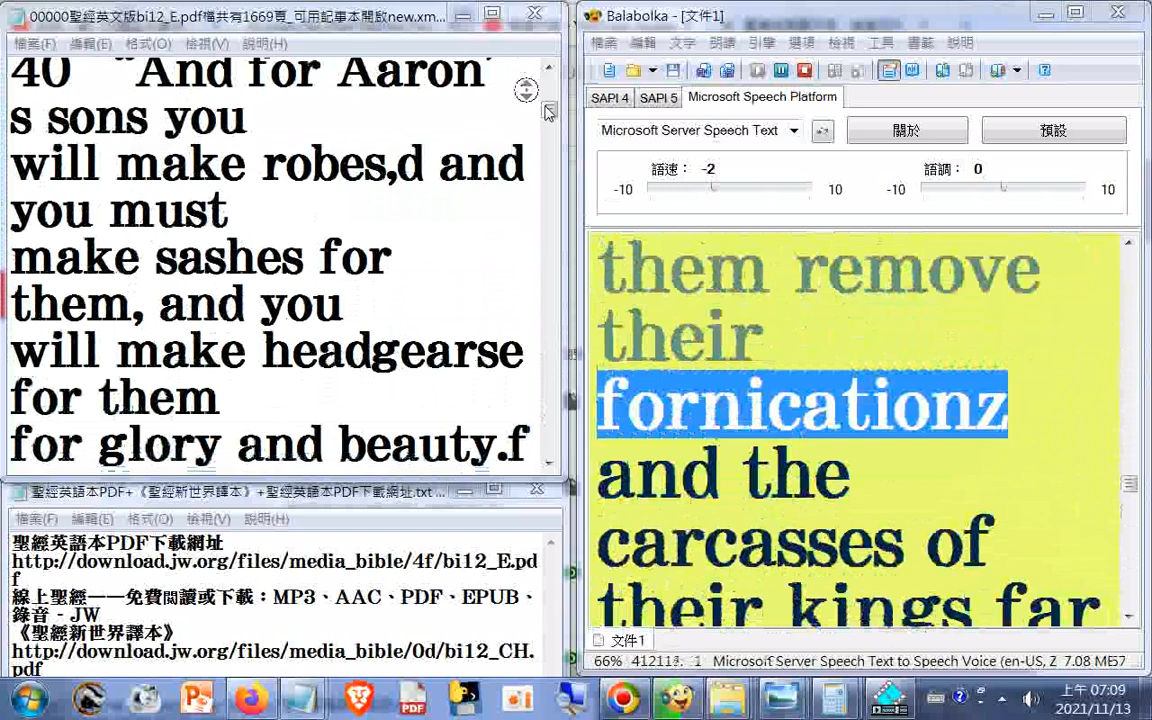 00000聖經英文版bi12_E.pdf檔共有1669頁_可用記事本開啟new.xm...
檔案(F) 編輯(E) 格式(O) 檢視(V) 說明(H)
40 "And for Aaron'
s sons you
will make robes,d and
you must
make sashes for
them, and you
will make headgearse
for them
for glory and beauty.f
聖經英語本PDF+《聖經新世界譯本》+聖經英語本PDF下載網址.txt ...
檔案(F) 編輯(E) 格式(O) 檢視(V) 說明(H)
聖經英語本PDF下載網址
http://download.jw.org/files/media_bible/4f/bi12_E.pd
f
線上聖經——免費閱讀或下載：MP3、AAC、PDF、EPUB、
錄音 - JW
《聖經新世界譯本》
http://download.jw.org/files/media_bible/0d/bi12_CH.
pdf
Balabolka - [文件1]
檔案 編輯 文字 朗讀 引擎 選項 檢視 工具 書籤 說明
SAPI 4 SAPI 5 Microsoft Speech Platform
Microsoft Server Speech Text 關於 預設
語速： -2 語調： 0
-10 10 -10 10
them remove
their
fornicationz
and the
carcasses of
their kings far
文件1
66% Microsoft Server Speech Text to Speech Voice (en-US, Z 7.08 ME
上午 07:09
2021/11/13